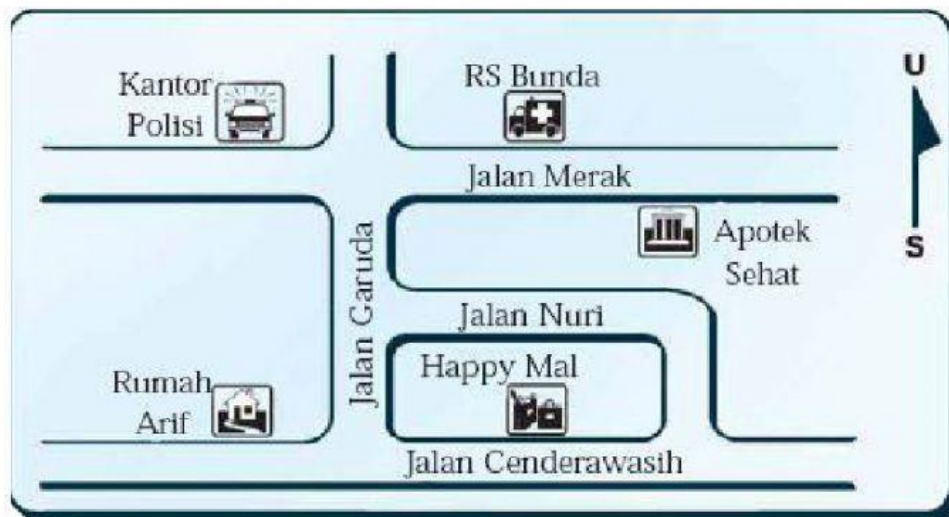 Kantor
Polisi
RS Bunda
U
Jalan Merak
S
Apotek
Sehat
Jalan Garuda
Jalan Nuri
Happy Mal
Rumah
Arif
Jalan Cenderawasih